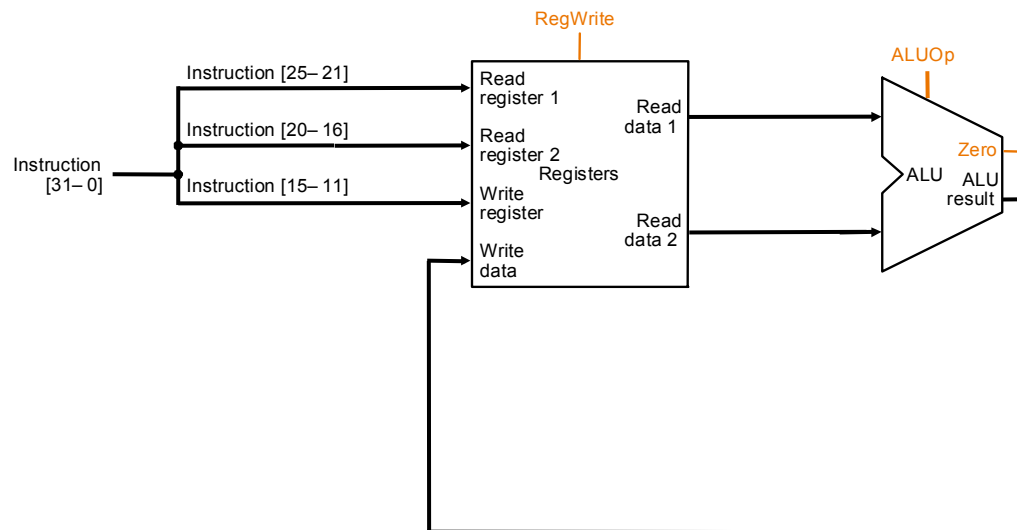 RegWrite
ALUOp
Instruction [25– 21]
Read
register 1
Read
data 1
Instruction [20– 16]
Read
register 2
Registers
Instruction
[31– 0]
Instruction [15– 11]
Write
register
Read
data 2
Write
data
Zero
ALU
ALU
result